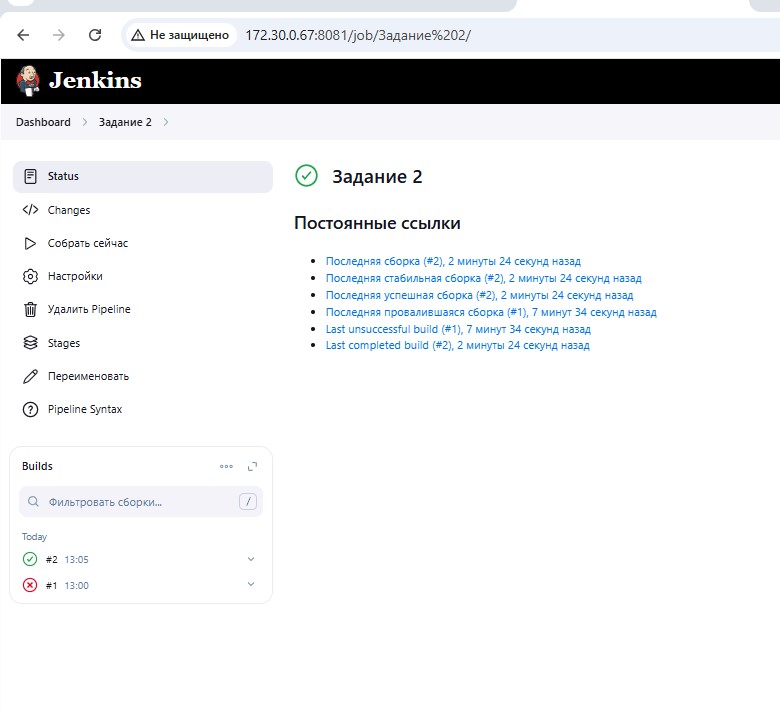 Не защищено 172.30.0.67:8081/job/Задание%202/
Jenkins
Dashboard > Задание 2 >
Status
Changes
Собрать сейчас
Настройки
Удалить Pipeline
Stages
Переименовать
Pipeline Syntax
Builds
Фильтровать сборки... /
Today
#2 13:05
#1 13:00
Задание 2
Постоянные ссылки
Последняя сборка (#2), 2 минуты 24 секунд назад
Последняя стабильная сборка (#2), 2 минуты 24 секунд назад
Последняя успешная сборка (#2), 2 минуты 24 секунд назад
Последняя провалившаяся сборка (#1), 7 минут 34 секунд назад
Last unsuccessful build (#1), 7 минут 34 секунд назад
Last completed build (#2), 2 минуты 24 секунд назад